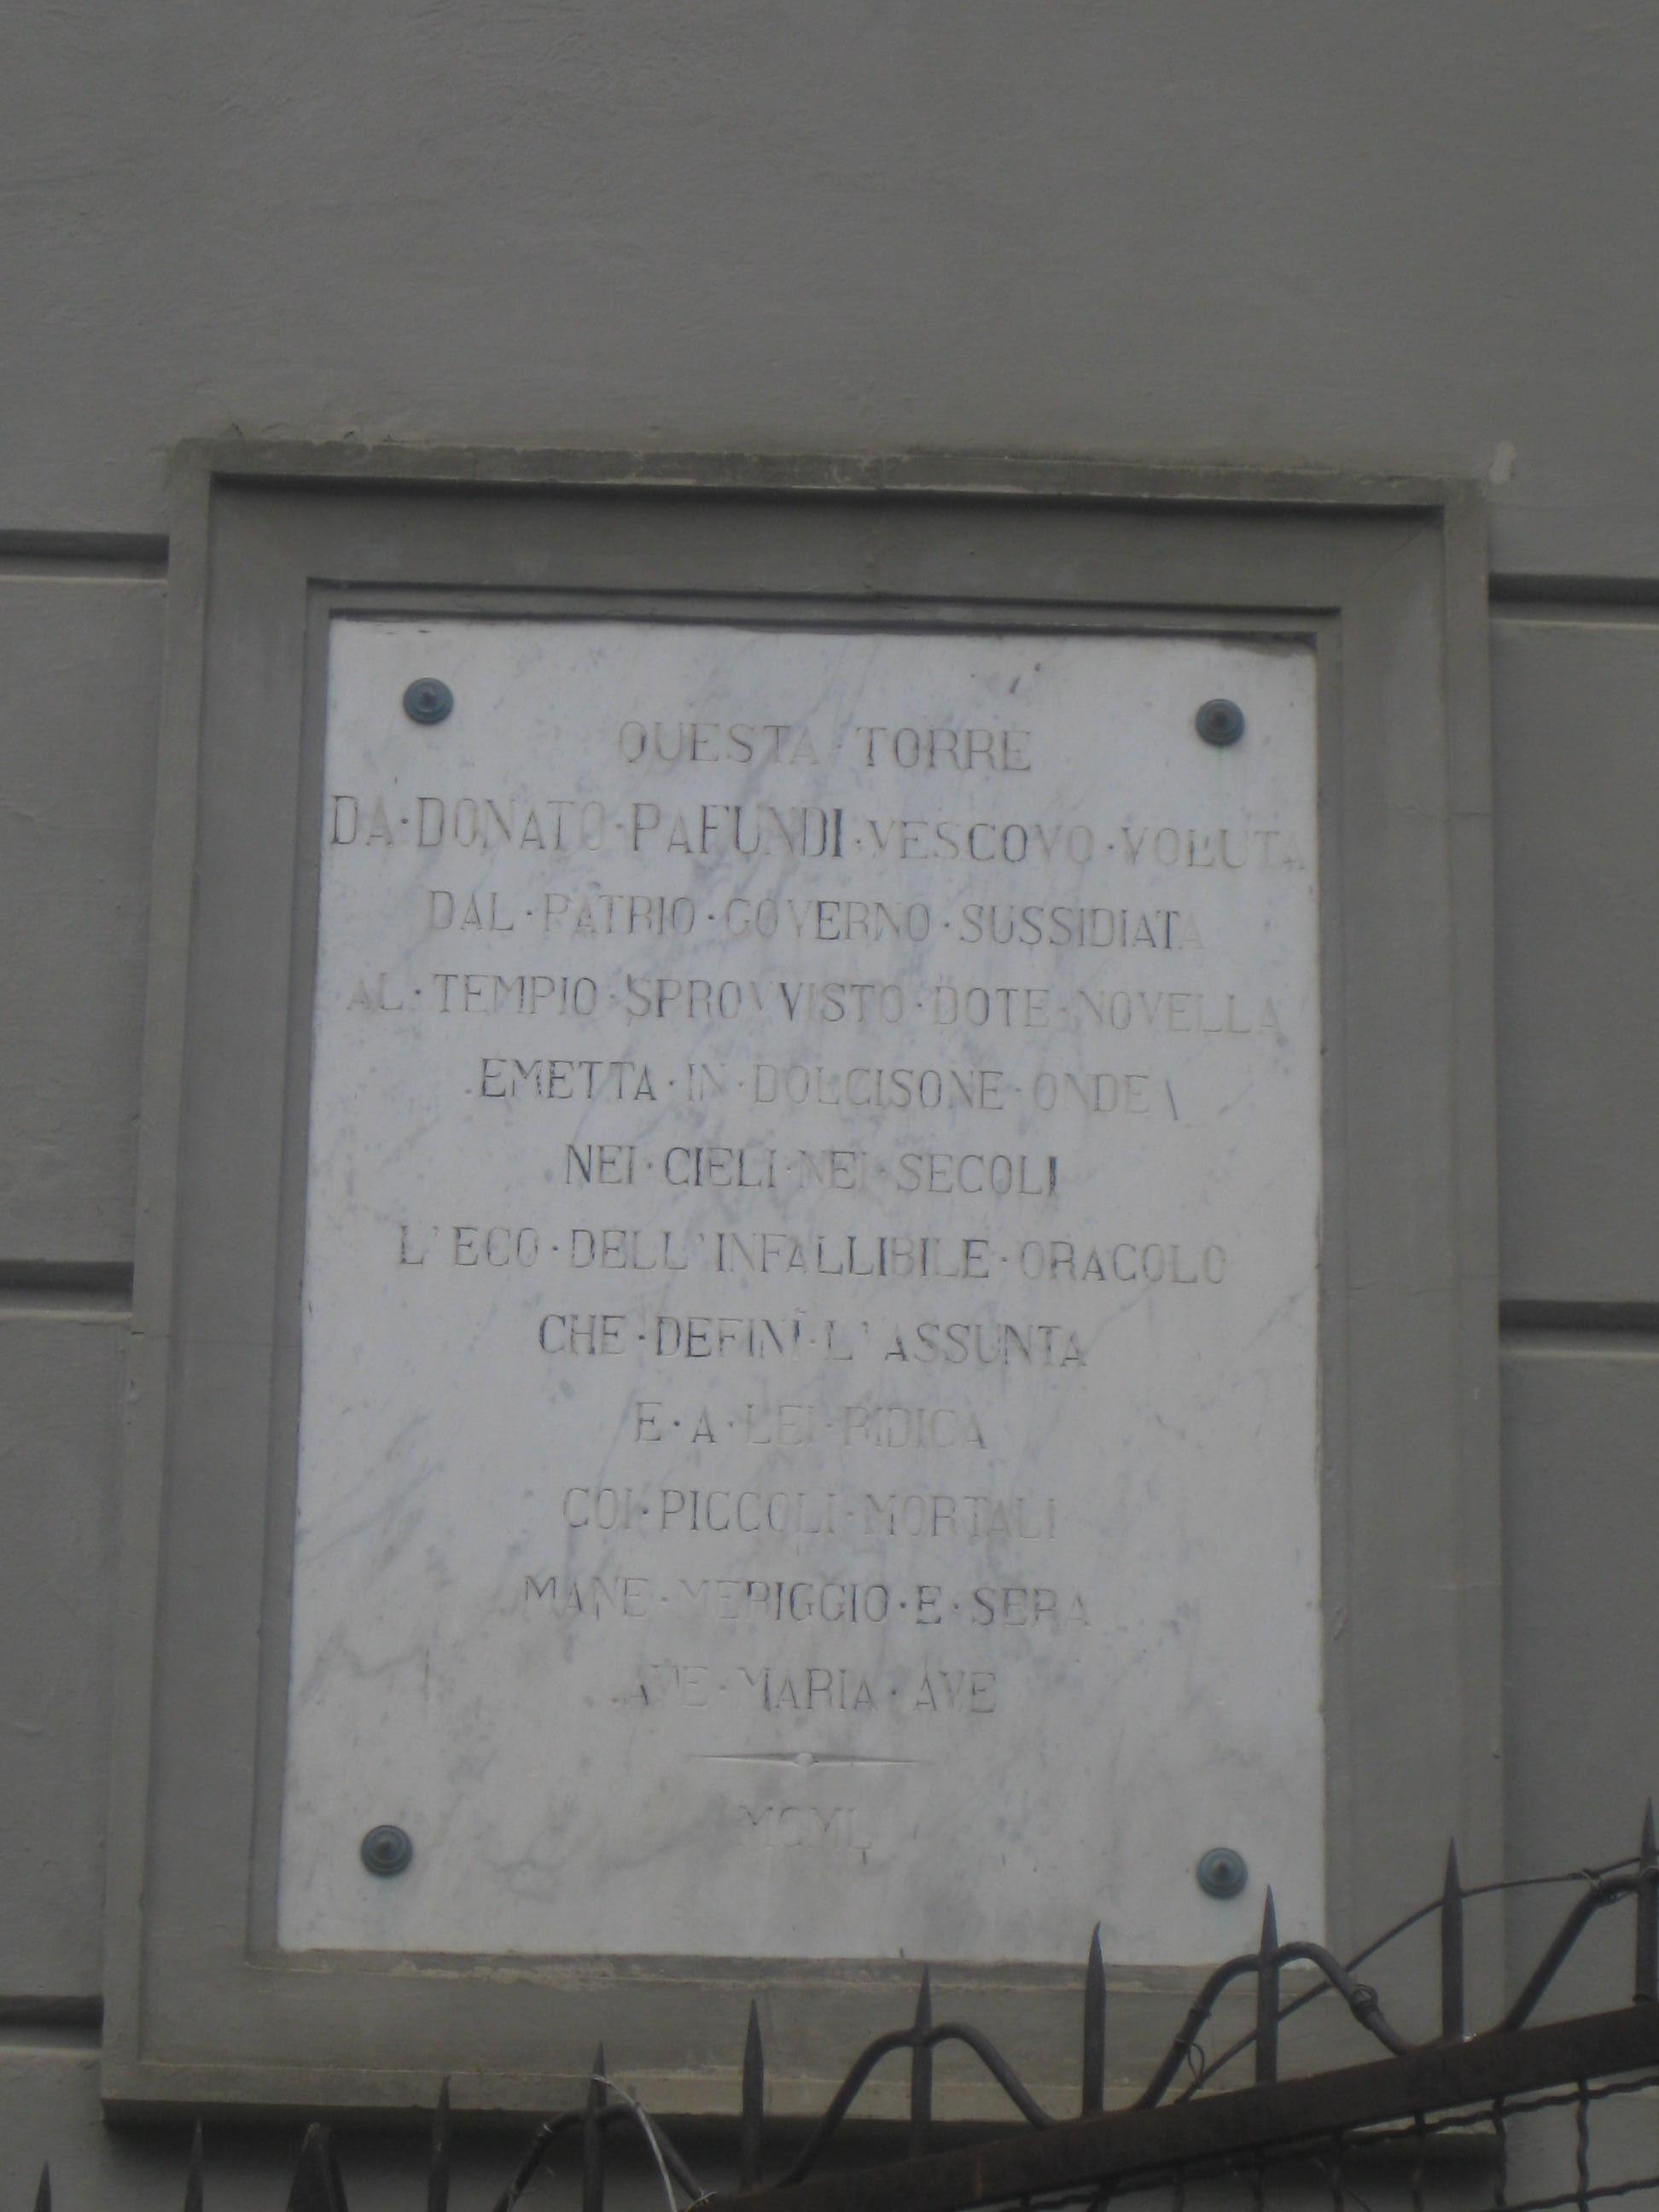 QUESTA · TORRE
DA · DONATO · PAFUNDI · VESCOVO · VOLUTA
DAL · PATRIO · GOVERNO · SUSSIDIATA
AL · TEMPIO · SPROVVISTO · DOTE · NOVELLA
EMETTA · IN · DOLCISONE · ONDE
NEI · CIELI · NEI · SECOLI
L'ECO · DELL'INFALLIBILE · ORACOLO
CHE · DEFINÌ · L'ASSUNTA
E · A · LEI · RIDICA
COI · PICCOLI · MORTALI
MANE · MERIGGIO · E · SERA
AVE · MARIA · AVE
MCML